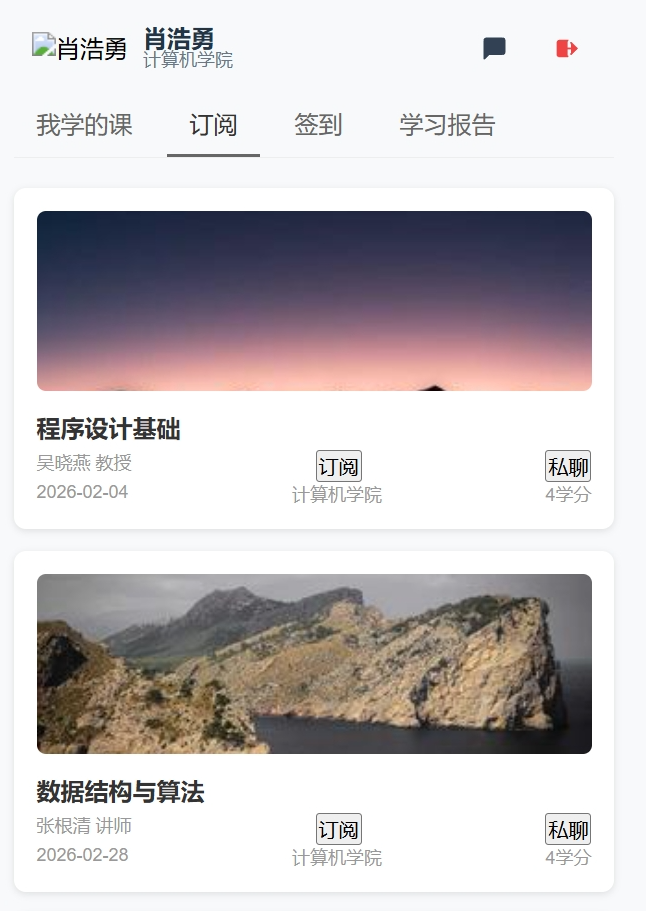 肖浩勇
肖浩勇
计算机学院
我学的课 订阅 签到 学习报告
程序设计基础
吴晓燕 教授 订阅 私聊
2026-02-04 计算机学院 4学分
数据结构与算法
张根清 讲师 订阅 私聊
2026-02-28 计算机学院 4学分